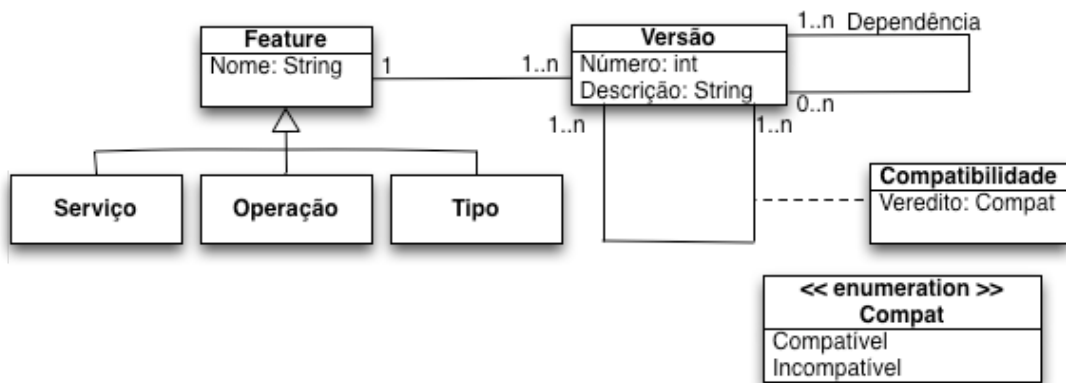 Feature
Nome: String
1
1..n
Versão
Número: int
Descrição: String
1..n
Dependência
0..n
1..n
1..n
Serviço
Operação
Tipo
Compatibilidade
Veredito: Compat
<< enumeration >>
Compat
Compatível
Incompatível